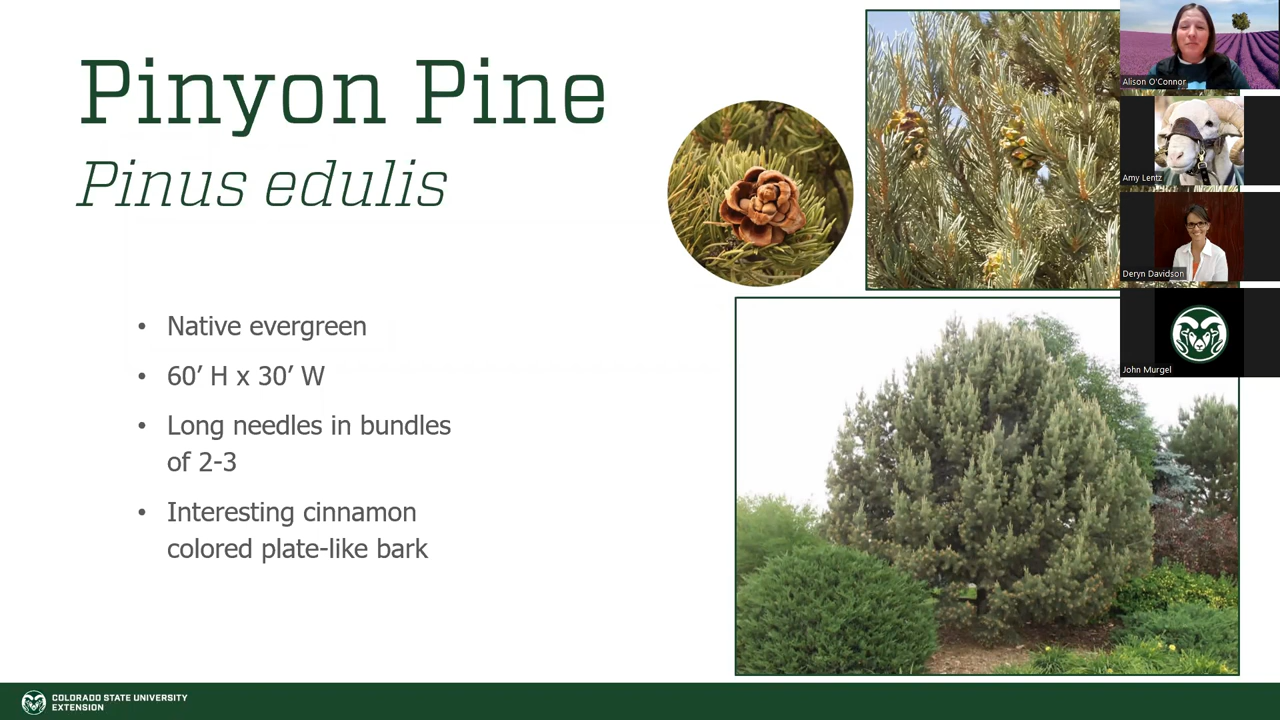 Pinyon Pine
Pinus edulis
• Native evergreen
• 60’ H x 30’ W
• Long needles in bundles
of 2-3
• Interesting cinnamon
colored plate-like bark
Alison O'Connor
Amy Lentz
Deryn Davidson
John Murgel
COLORADO STATE UNIVERSITY
EXTENSION